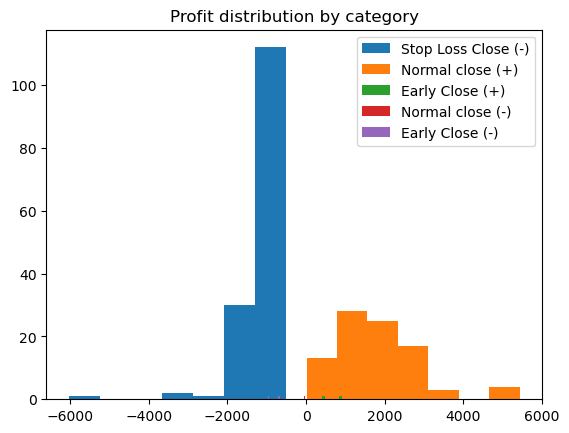 Profit distribution by category
Stop Loss Close (-)
Normal close (+)
Early Close (+)
Normal close (-)
Early Close (-)
100
80
60
40
20
0
−6000 −4000 −2000 0 2000 4000 6000